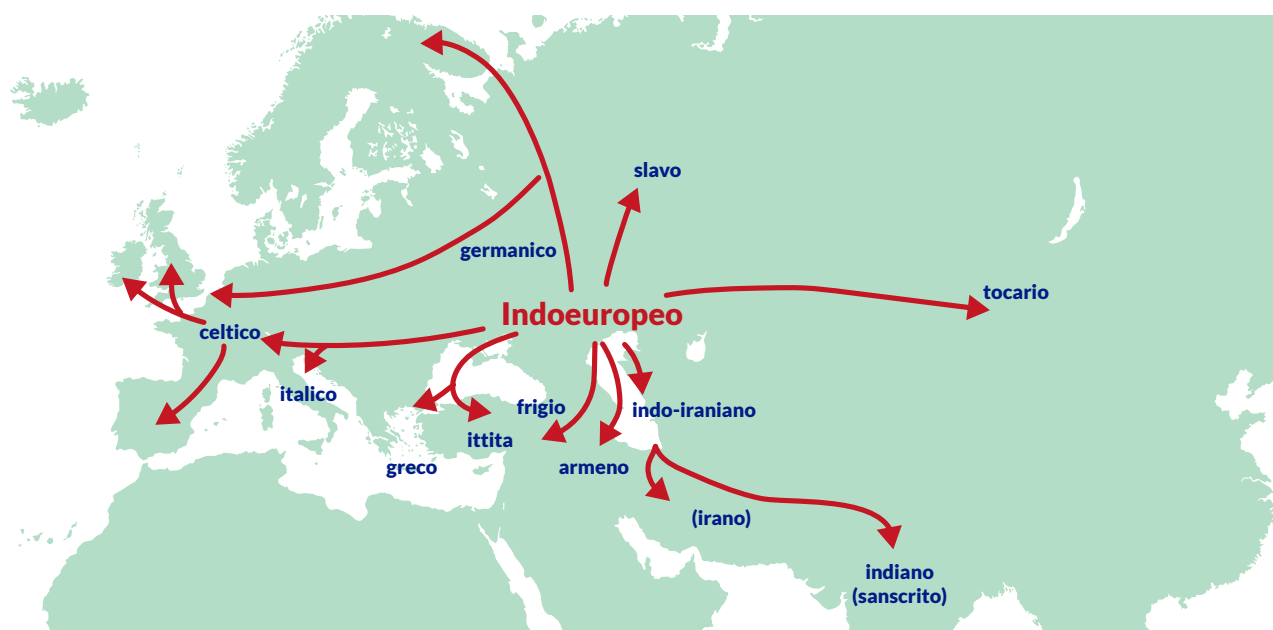 slavo
germanico
tocario
Indoeuropeo
celtico
italico
frigio
indo-iraniano
ittita
greco
armeno
(irano)
indiano
(sanscrito)